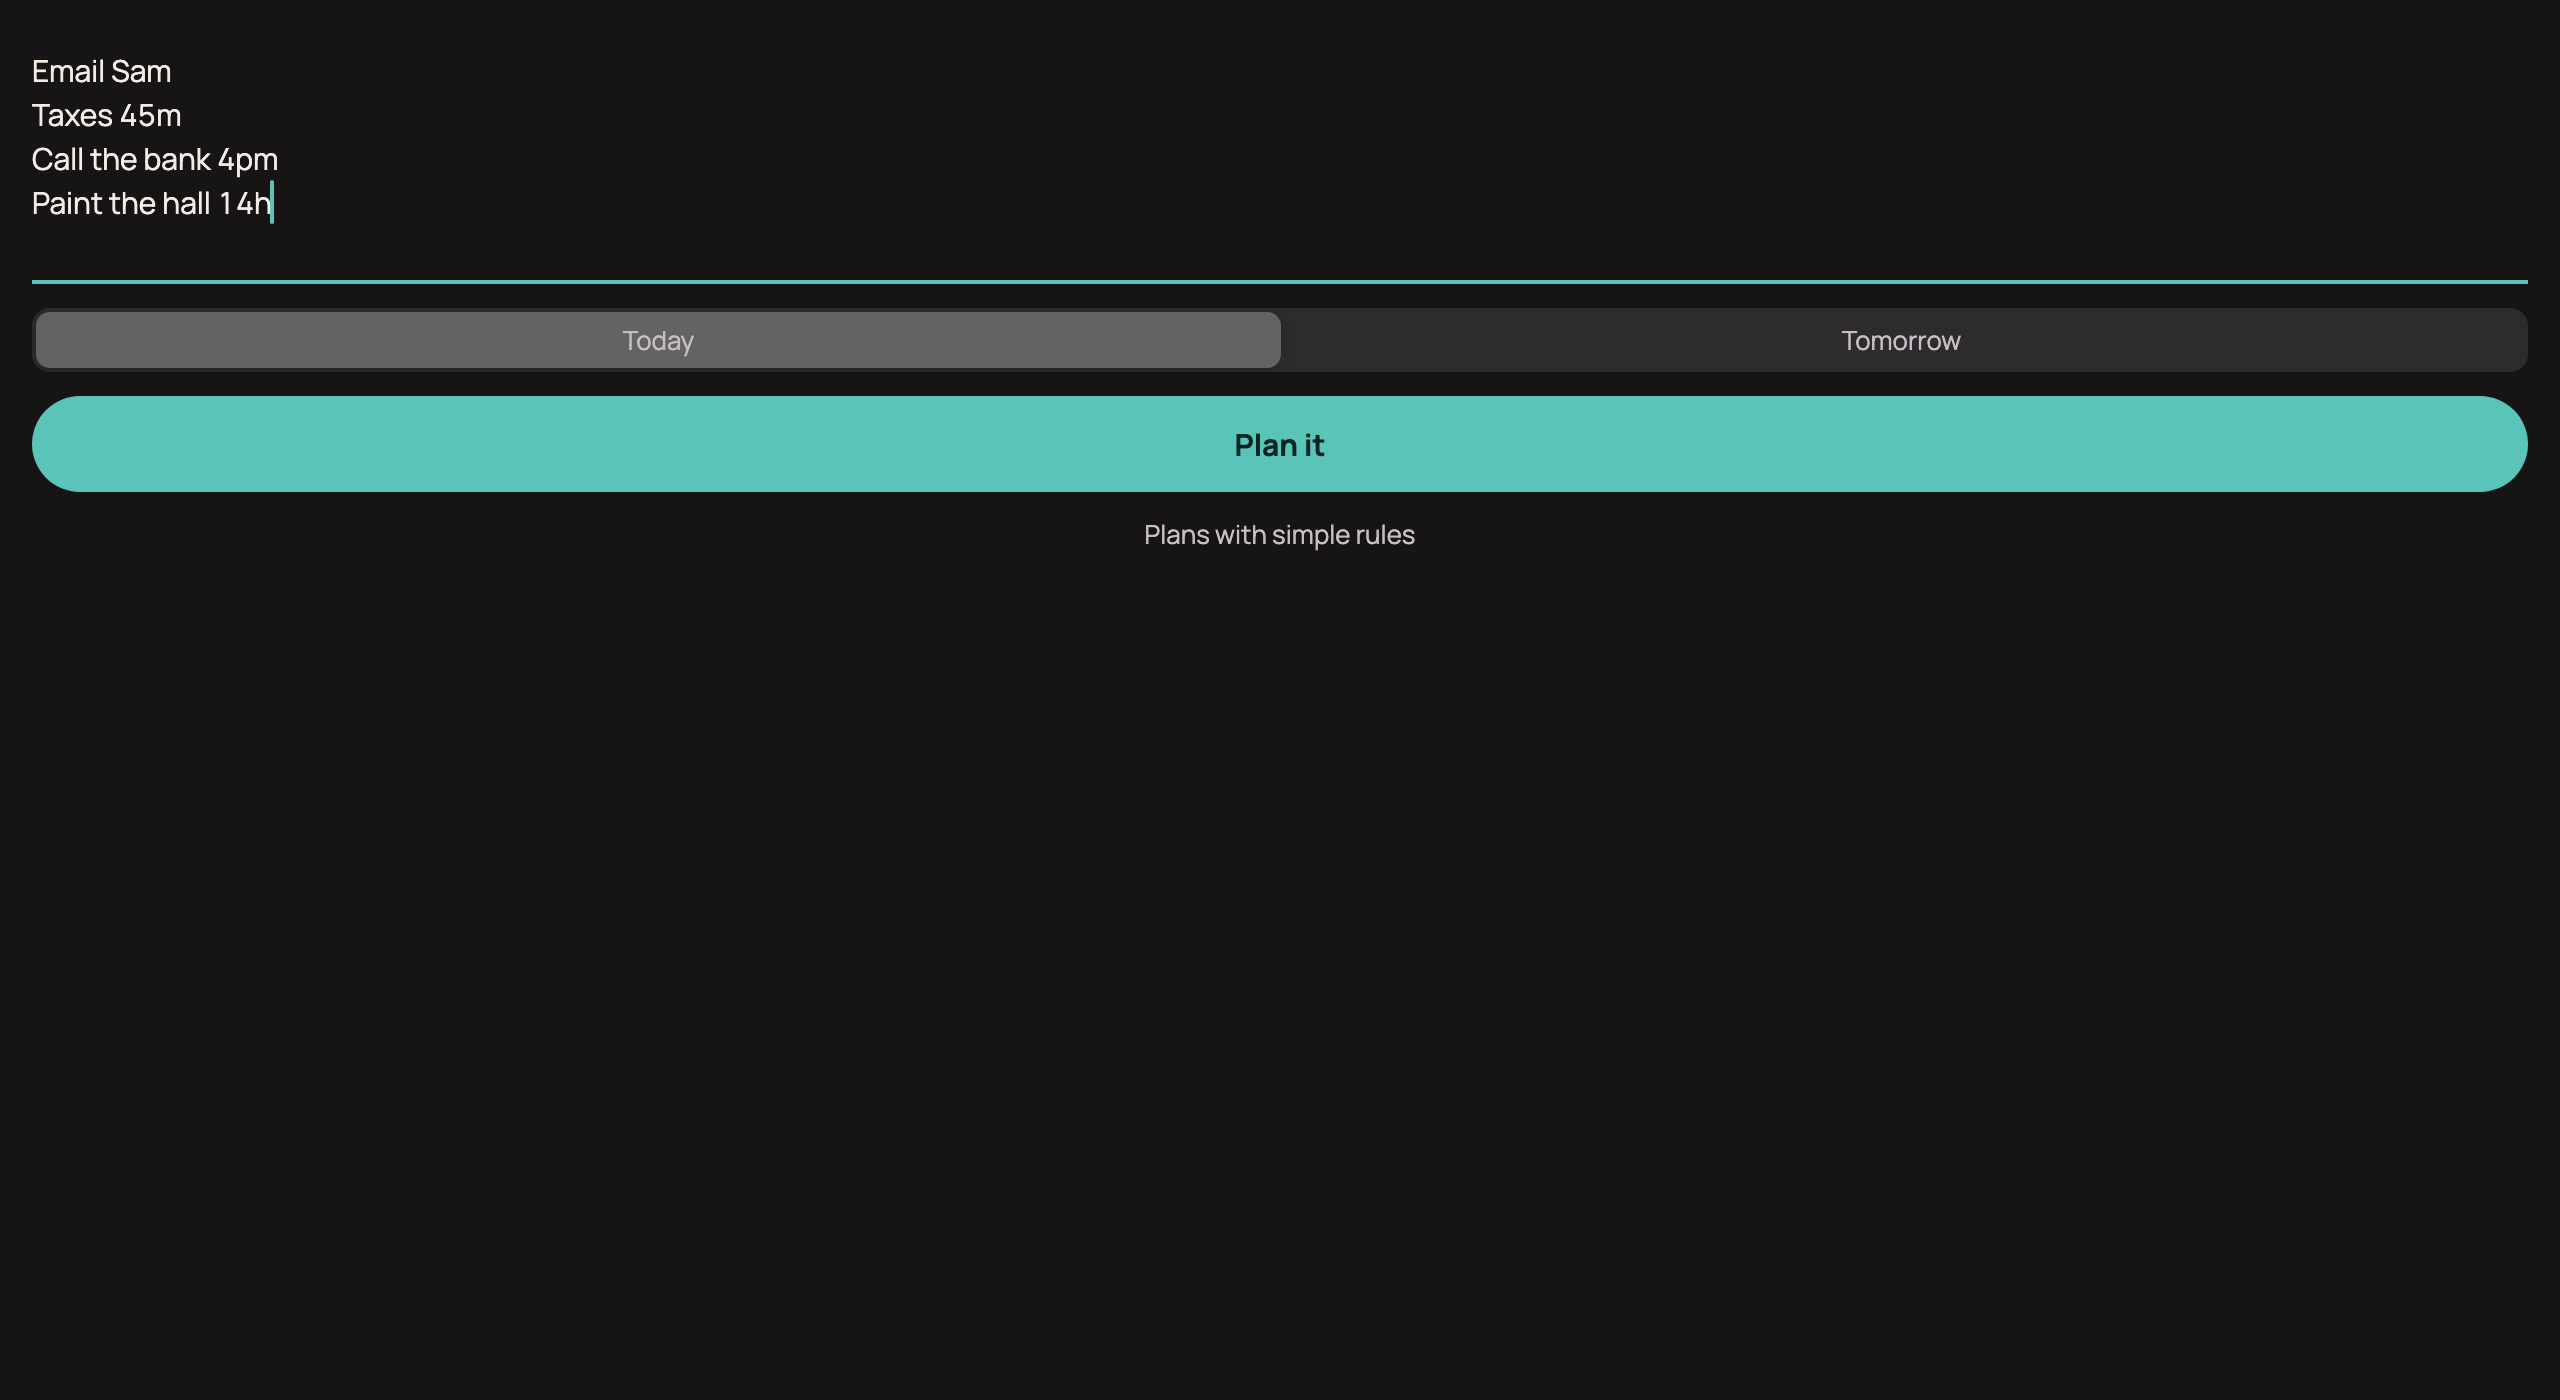 Email Sam
Taxes 45m
Call the bank 4pm
Paint the hall 14h
Today
Tomorrow
Plan it
Plans with simple rules